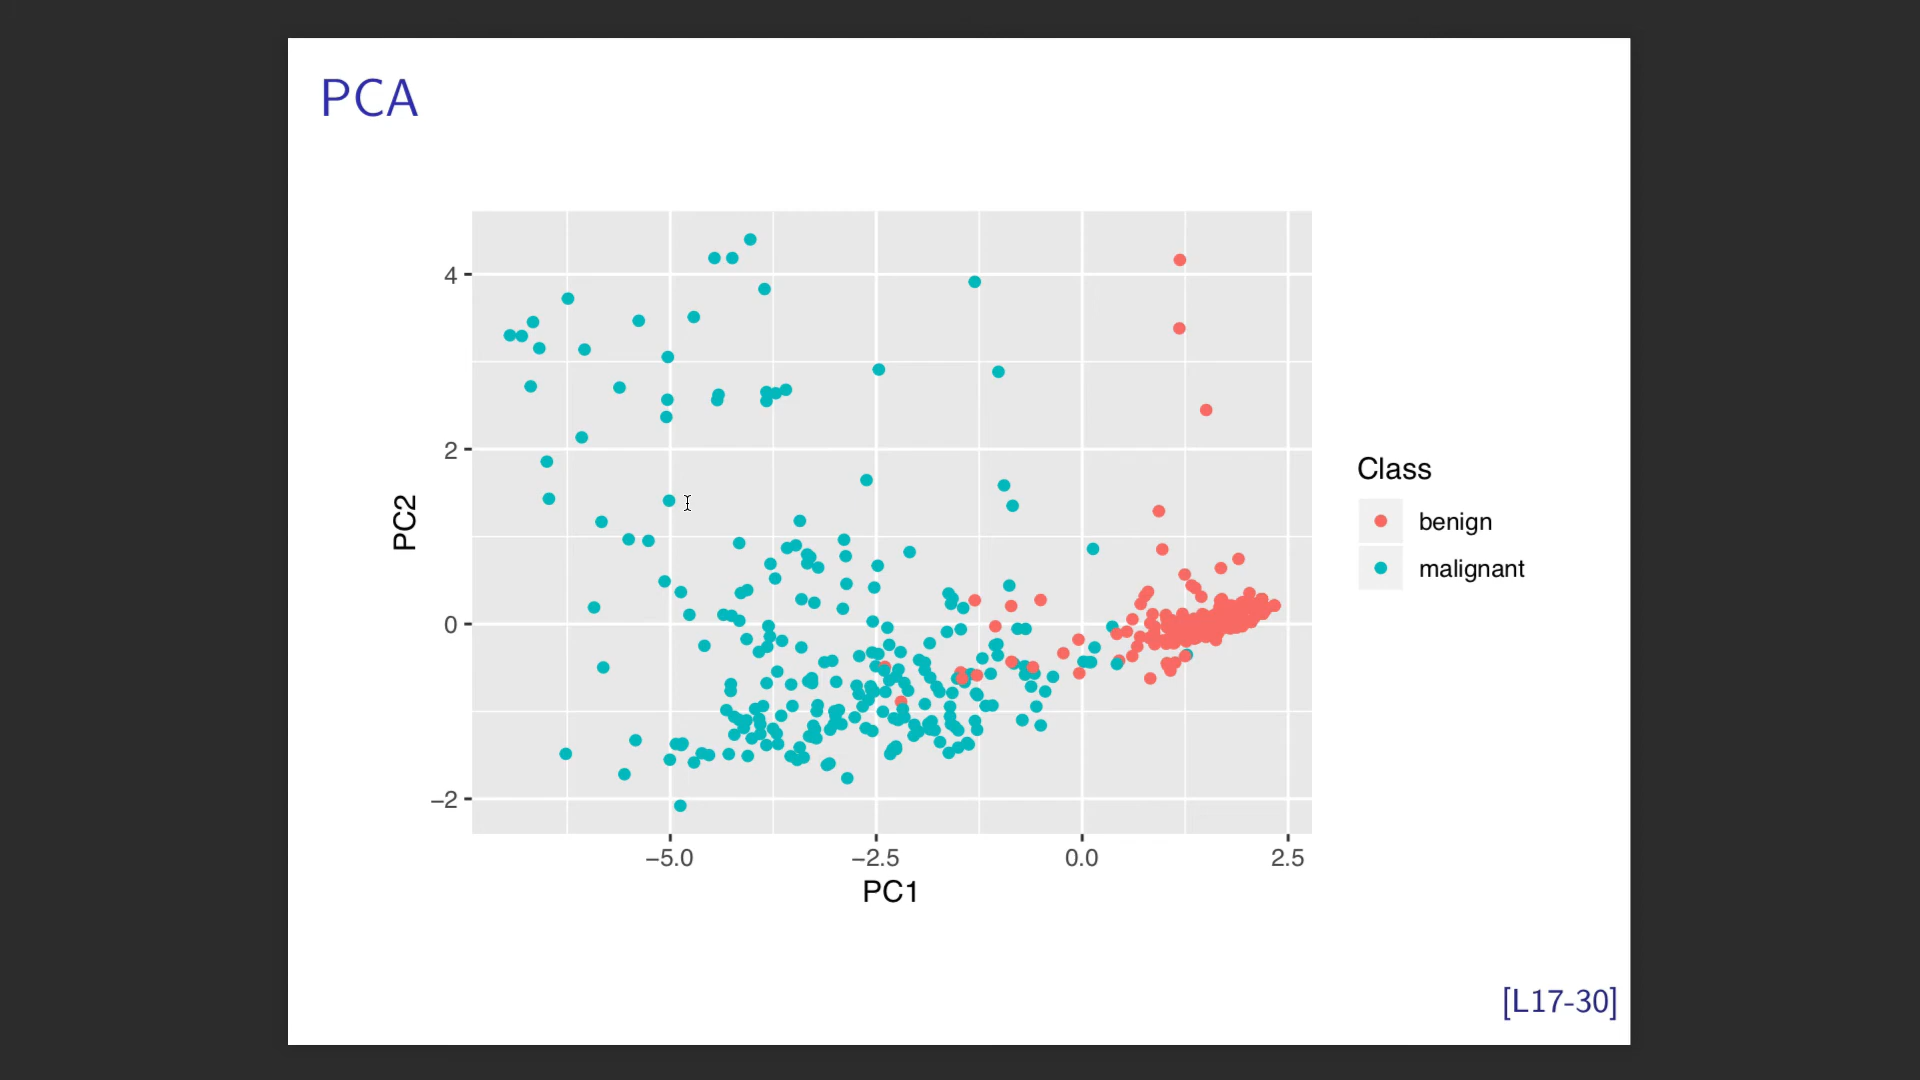 PCA
4
2
0
−2
PC2
−5.0 −2.5 0.0 2.5
PC1
Class
benign
malignant
[L17-30]